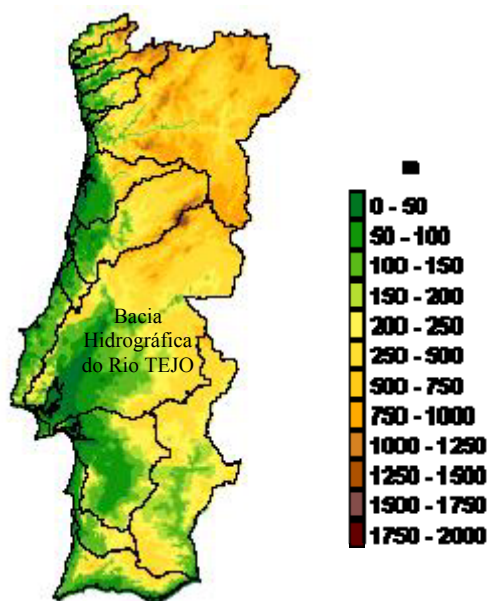 Bacia
Hidrográfica
do Rio TEJO
m
0 - 50
50 - 100
100 - 150
150 - 200
200 - 250
250 - 500
500 - 750
750 - 1000
1000 - 1250
1250 - 1500
1500 - 1750
1750 - 2000